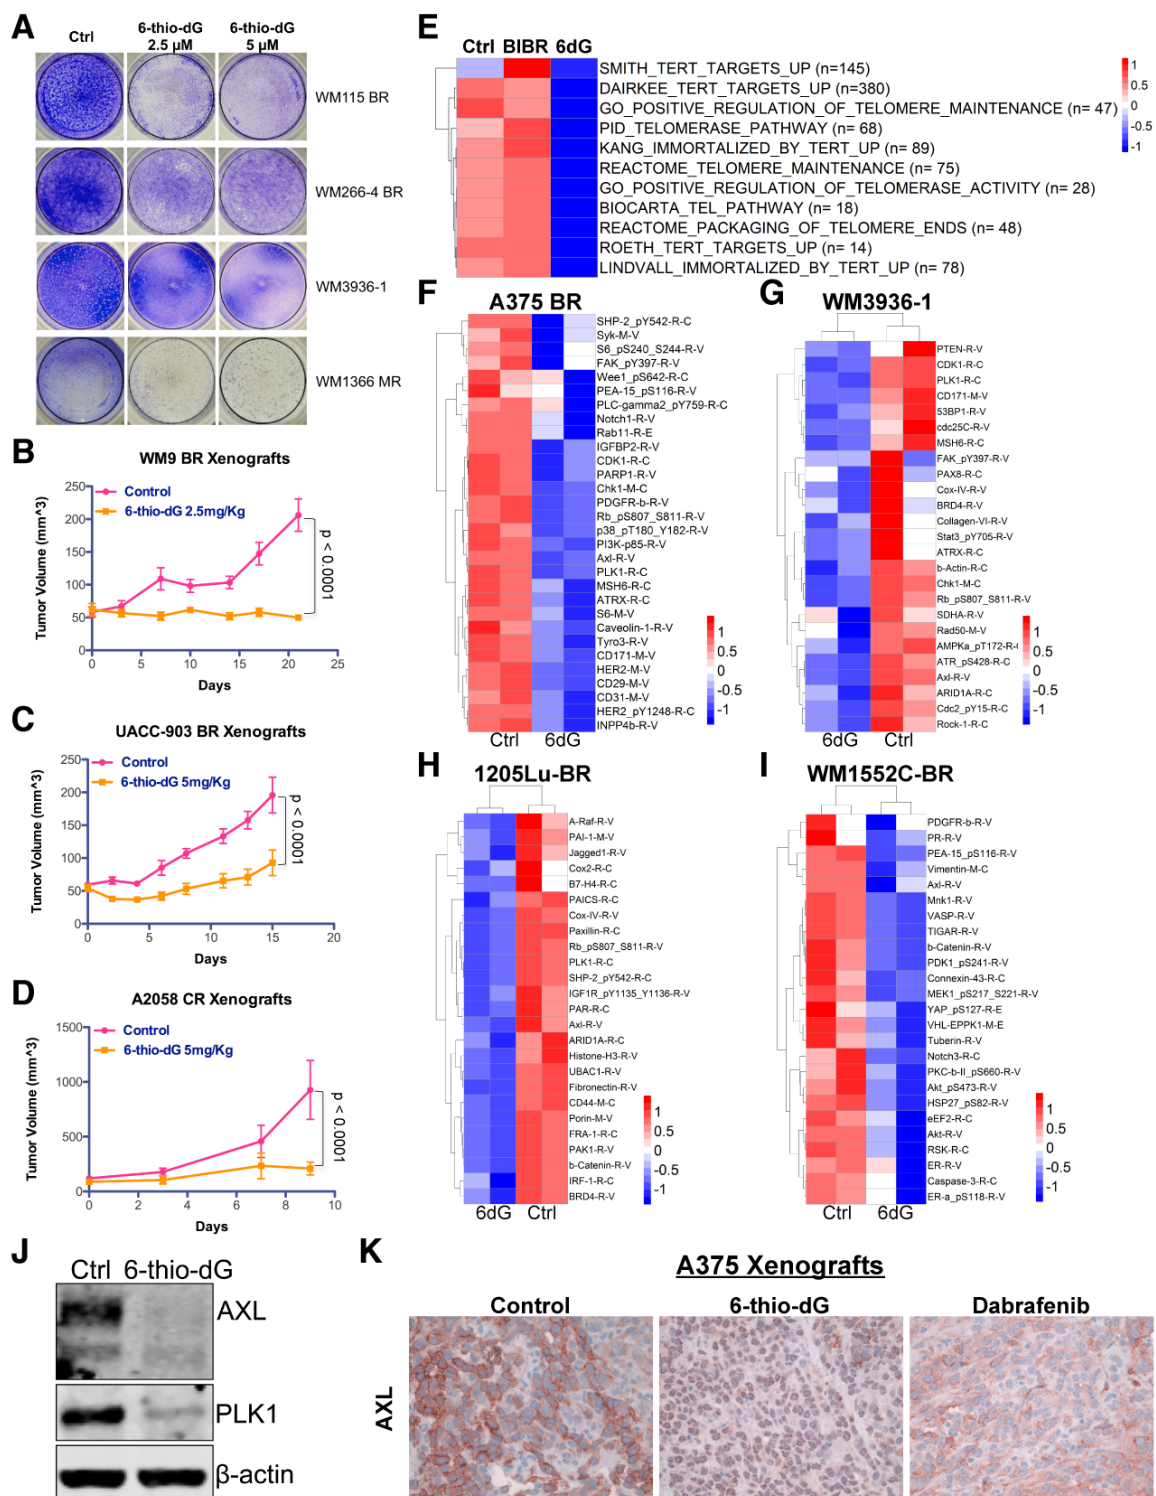 A
Ctrl
6-thio-dG
2.5 µM
6-thio-dG
5 µM
WM115 BR
WM266-4 BR
WM3936-1
WM1366 MR
B
WM9 BR Xenografts
Control
6-thio-dG 2.5mg/Kg
Tumor Volume (mm^3)
250
200
150
100
50
0
0 5 10 15 20 25
Days
p < 0.0001
C
UACC-903 BR Xenografts
Control
6-thio-dG 5mg/Kg
Tumor Volume (mm^3)
250
200
150
100
50
0
0 5 10 15 20
Days
p < 0.0001
D
A2058 CR Xenografts
Control
6-thio-dG 5mg/Kg
Tumor Volume (mm^3)
1500
1000
500
0
0 2 4 6 8 10
Days
p < 0.0001
E
Ctrl BIBR 6dG
SMITH_TERT_TARGETS_UP (n=145)
DAIRKEE_TERT_TARGETS_UP (n=380)
GO_POSITIVE_REGULATION_OF_TELOMERE_MAINTENANCE (n= 47)
PID_TELOMERASE_PATHWAY (n= 68)
KANG_IMMORTALIZED_BY_TERT_UP (n= 89)
REACTOME_TELOMERE_MAINTENANCE (n= 75)
GO_POSITIVE_REGULATION_OF_TELOMERASE_ACTIVITY (n= 28)
BIOCARTA_TEL_PATHWAY (n= 18)
REACTOME_PACKAGING_OF_TELOMERE_ENDS (n= 48)
ROETH_TERT_TARGETS_UP (n= 14)
LINDVALL_IMMORTALIZED_BY_TERT_UP (n= 78)
1
0.5
0
-0.5
-1
F
A375 BR
SHP-2_pY542-R-C
Syk-M-V
S6_pS240_S244-R-V
FAK_pY397-R-V
Wee1_pS642-R-C
PEA-15_pS116-R-V
PLC-gamma2_pY759-R-C
Notch1-R-V
Rab11-R-E
IGFBP2-R-V
CDK1-R-C
PARP1-R-V
Chk1-M-C
PDGFR-b-R-V
Rb_pS807_S811-R-V
p38_pT180_Y182-R-V
PI3K-p85-R-V
Axl-R-V
PLK1-R-C
MSH6-R-C
ATRX-R-C
S6-M-V
Caveolin-1-R-V
Tyro3-R-V
CD171-M-V
HER2-M-V
CD29-M-V
CD31-M-V
HER2_pY1248-R-C
INPP4b-R-V
Ctrl 6dG
1
0.5
0
-0.5
-1
G
WM3936-1
PTEN-R-V
CDK1-R-C
PLK1-R-C
CD171-M-V
53BP1-R-V
cdc25C-R-V
MSH6-R-C
FAK_pY397-R-V
PAX8-R-C
Cox-IV-R-V
BRD4-R-V
Collagen-VI-R-V
Stat3_pY705-R-V
ATRX-R-C
b-Actin-R-C
Chk1-M-C
Rb_pS807_S811-R-V
SDHA-R-V
Rad50-M-V
AMPKa_pT172-R-
ATR_pS428-R-C
Axl-R-V
ARID1A-R-C
Cdc2_pY15-R-C
Rock-1-R-C
6dG Ctrl
1
0.5
0
-0.5
-1
H
1205Lu-BR
A-Raf-R-V
PAI-1-M-V
Jagged1-R-V
Cox2-R-C
B7-H4-R-C
PAICS-R-C
Cox-IV-R-V
Paxillin-R-C
Rb_pS807_S811-R-V
PLK1-R-C
SHP-2_pY542-R-C
IGF1R_pY1135_Y1136-R-V
PAR-R-C
Axl-R-V
ARID1A-R-C
Histone-H3-R-V
UBAC1-R-V
Fibronectin-R-V
CD44-M-C
Porin-M-V
FRA-1-R-C
PAK1-R-V
b-Catenin-R-V
IRF-1-R-C
BRD4-R-V
6dG Ctrl
1
0.5
0
-0.5
-1
I
WM1552C-BR
PDGFR-b-R-V
PR-R-V
PEA-15_pS116-R-V
Vimentin-M-C
Axl-R-V
Mnk1-R-V
VASP-R-V
TIGAR-R-V
b-Catenin-R-V
PDK1_pS241-R-V
Connexin-43-R-C
MEK1_pS217_S221-R-V
YAP_pS127-R-E
VHL-EPPK1-M-E
Tuberin-R-V
Notch3-R-C
PKC-b-II_pS660-R-V
Akt_pS473-R-V
HSP27_pS82-R-V
eEF2-R-C
Akt-R-V
RSK-R-C
ER-R-V
Caspase-3-R-C
ER-a_pS118-R-V
Ctrl 6dG
1
0.5
0
-0.5
-1
J
Ctrl 6-thio-dG
AXL
PLK1
β-actin
K
A375 Xenografts
Control
6-thio-dG
Dabrafenib
AXL